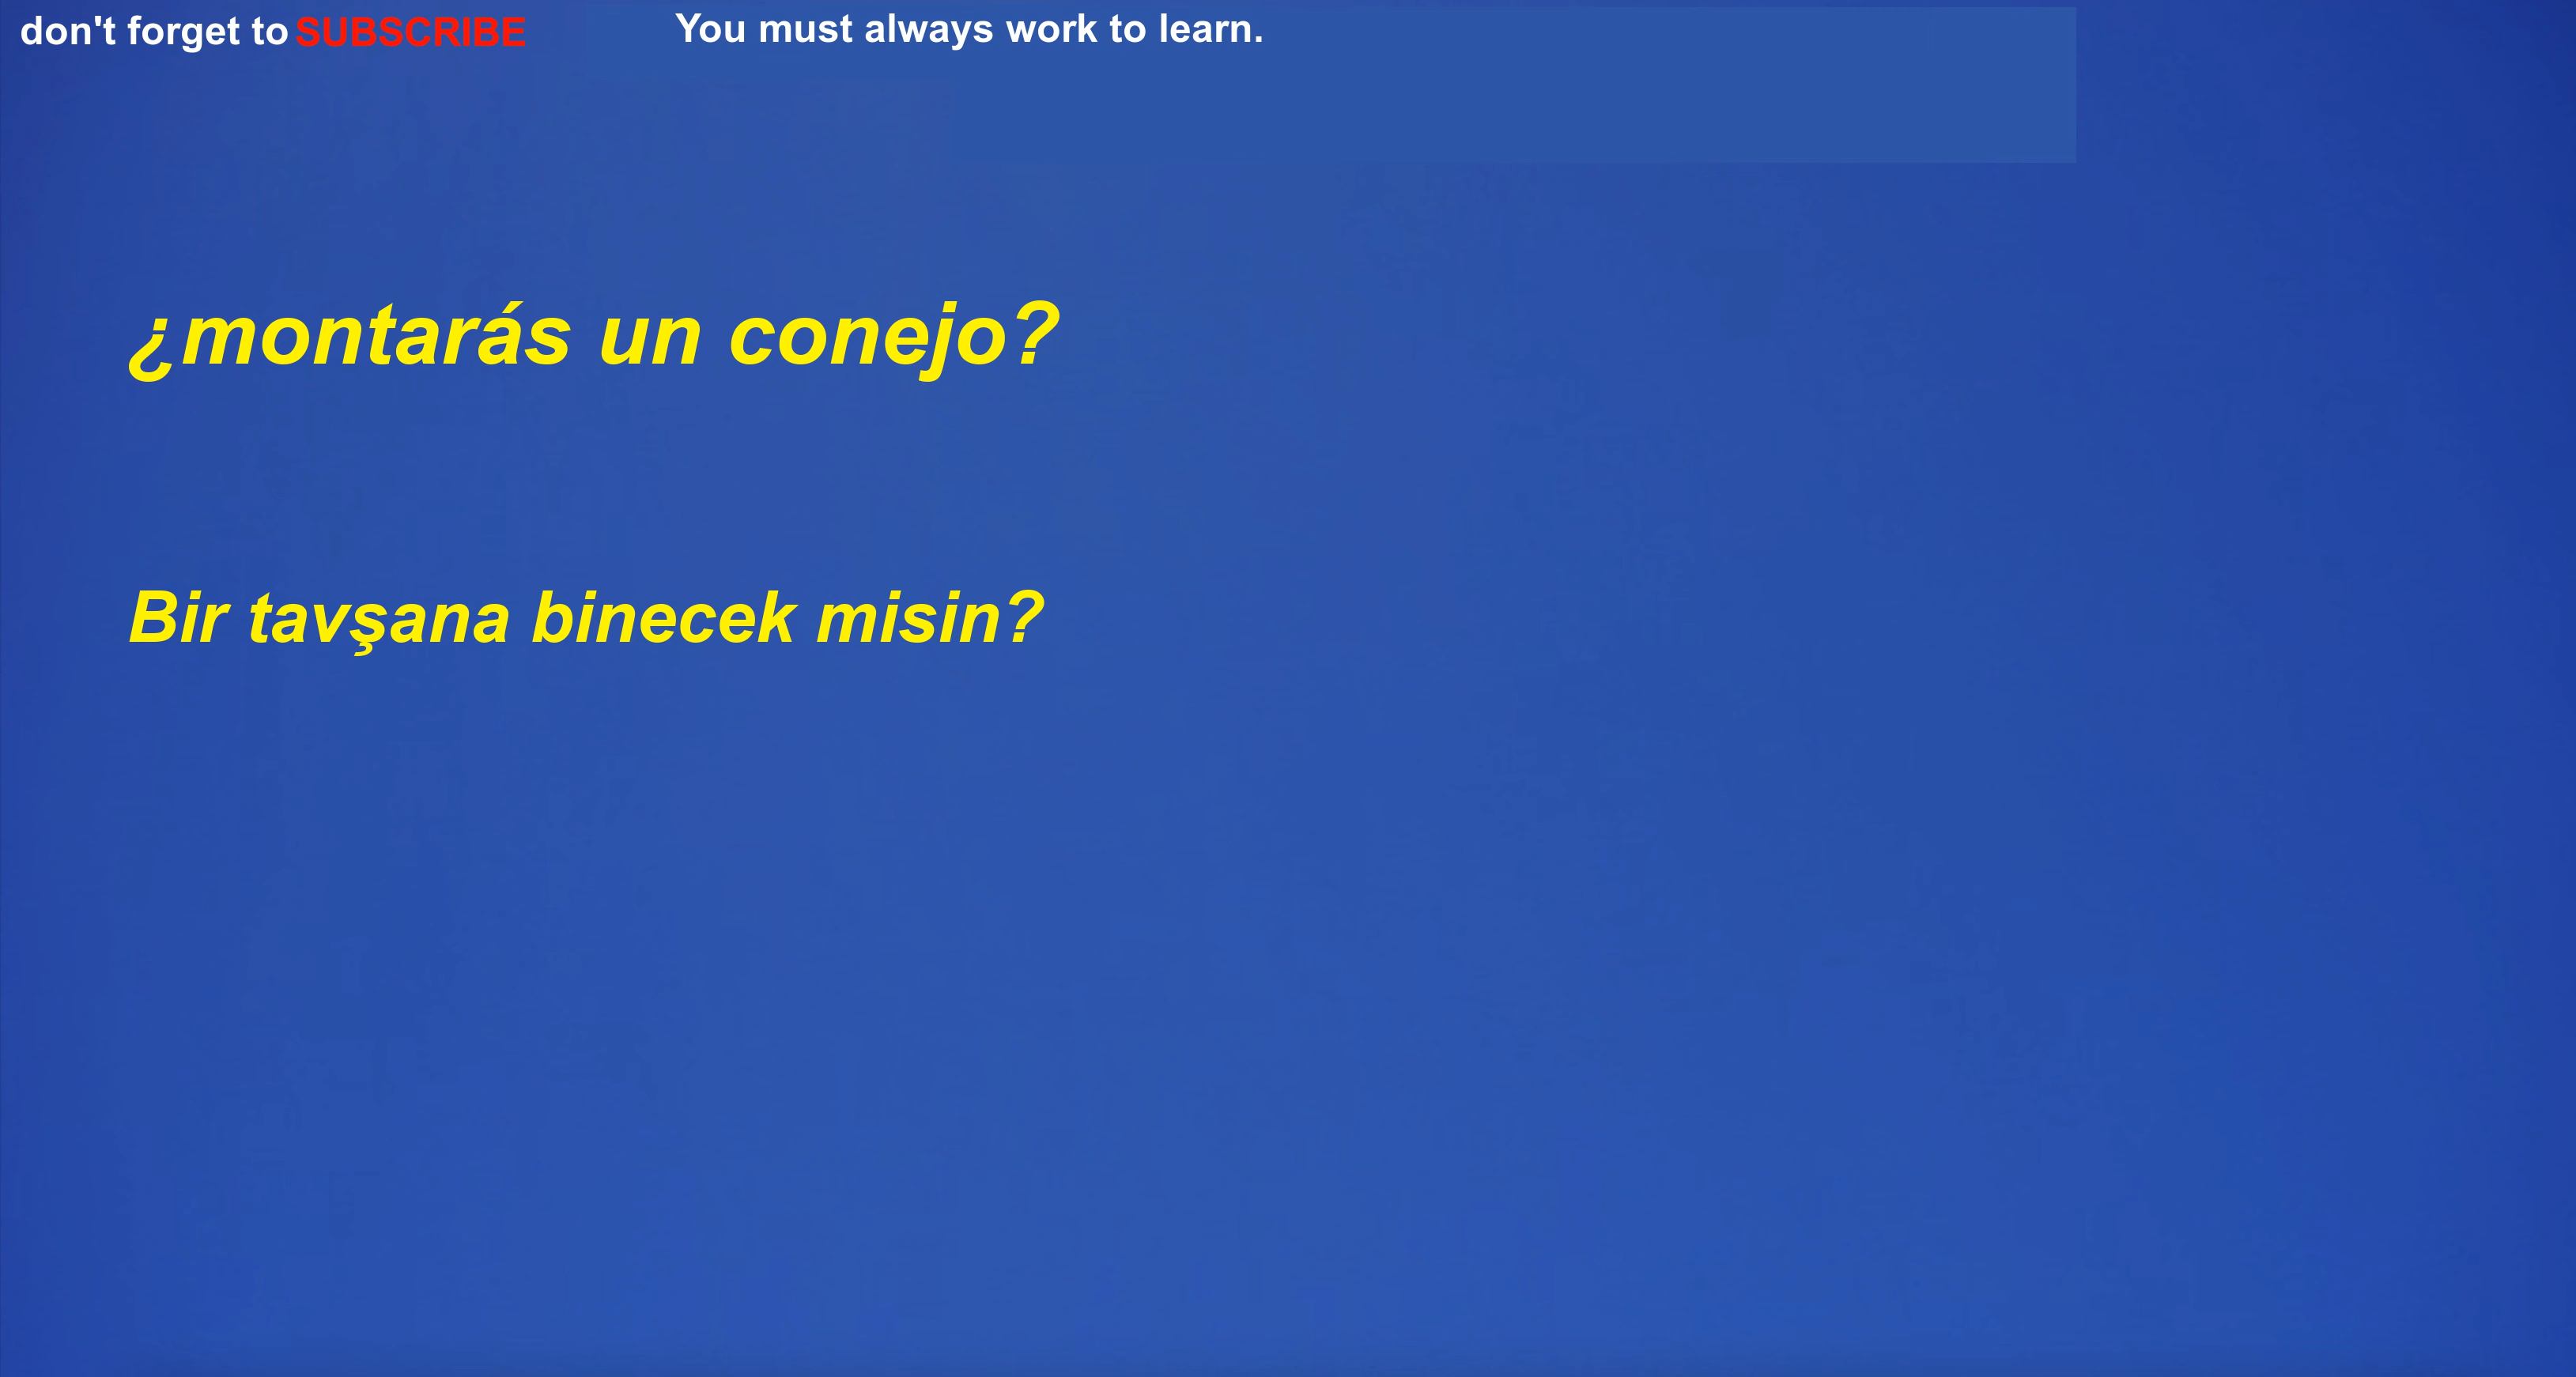 don't forget to SUBSCRIBE You must always work to learn.
¿montarás un conejo?
Bir tavşana binecek misin?